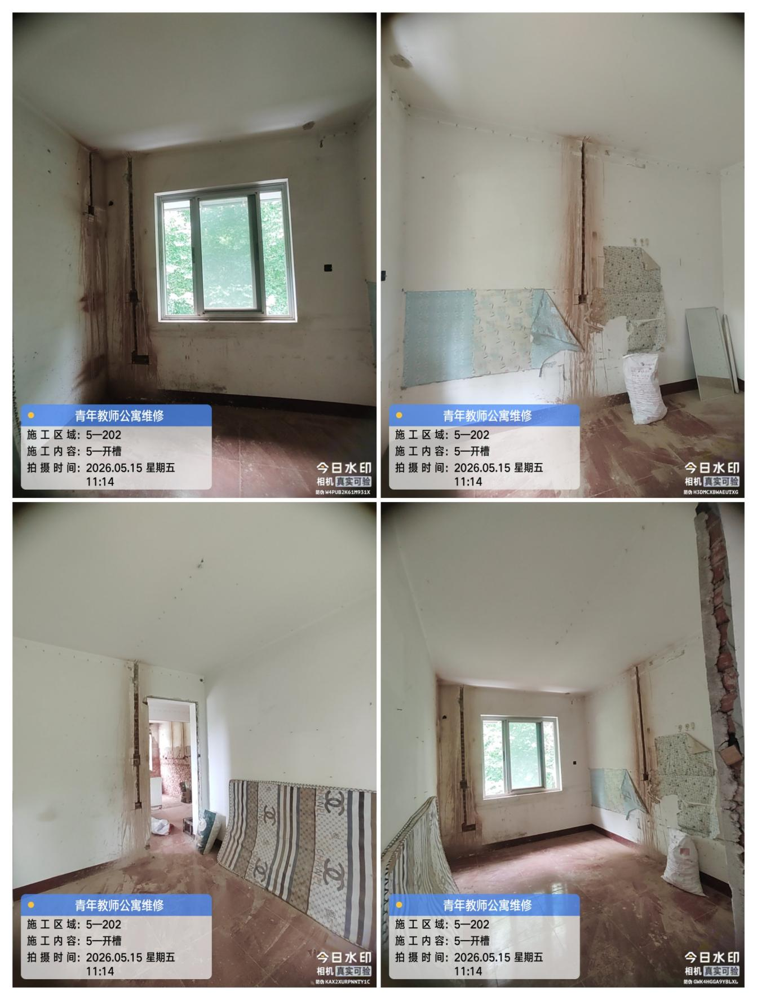 青年教师公寓维修
施工区域：5—202
施工内容：5—开槽
拍摄时间：2026.05.15 星期五
11:14
今日水印
相机 真实可验
防伪 W4PUB2K61M931X
青年教师公寓维修
施工区域：5—202
施工内容：5—开槽
拍摄时间：2026.05.15 星期五
11:14
今日水印
相机 真实可验
防伪 H3DMCXBWAEUTXG
CHANEL
青年教师公寓维修
施工区域：5—202
施工内容：5—开槽
拍摄时间：2026.05.15 星期五
11:14
今日水印
相机 真实可验
防伪 KAX2XURPNNTY1C
青年教师公寓维修
施工区域：5—202
施工内容：5—开槽
拍摄时间：2026.05.15 星期五
11:14
今日水印
相机 真实可验
防伪 GWK4HGGA9YBLXL